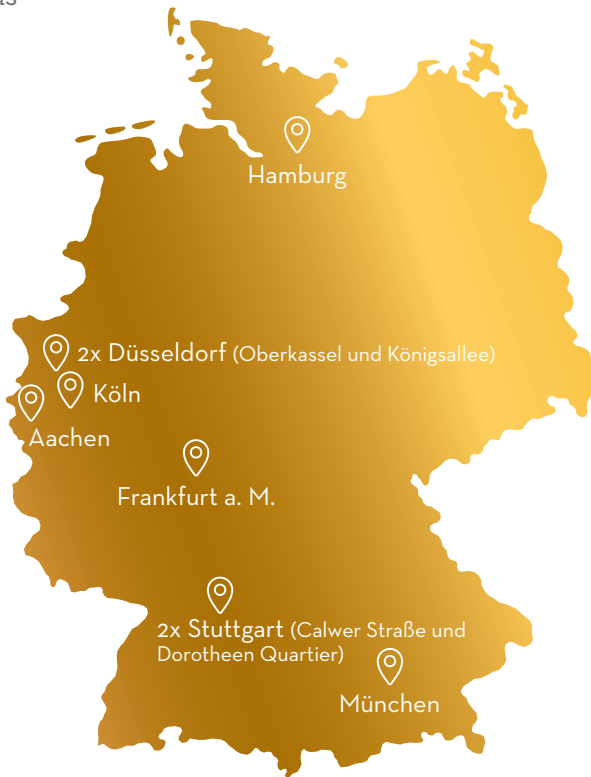 Hamburg
2x Düsseldorf (Oberkassel und Königsallee)
Köln
Aachen
Frankfurt a. M.
2x Stuttgart (Calwer Straße und
Dorotheen Quartier)
München